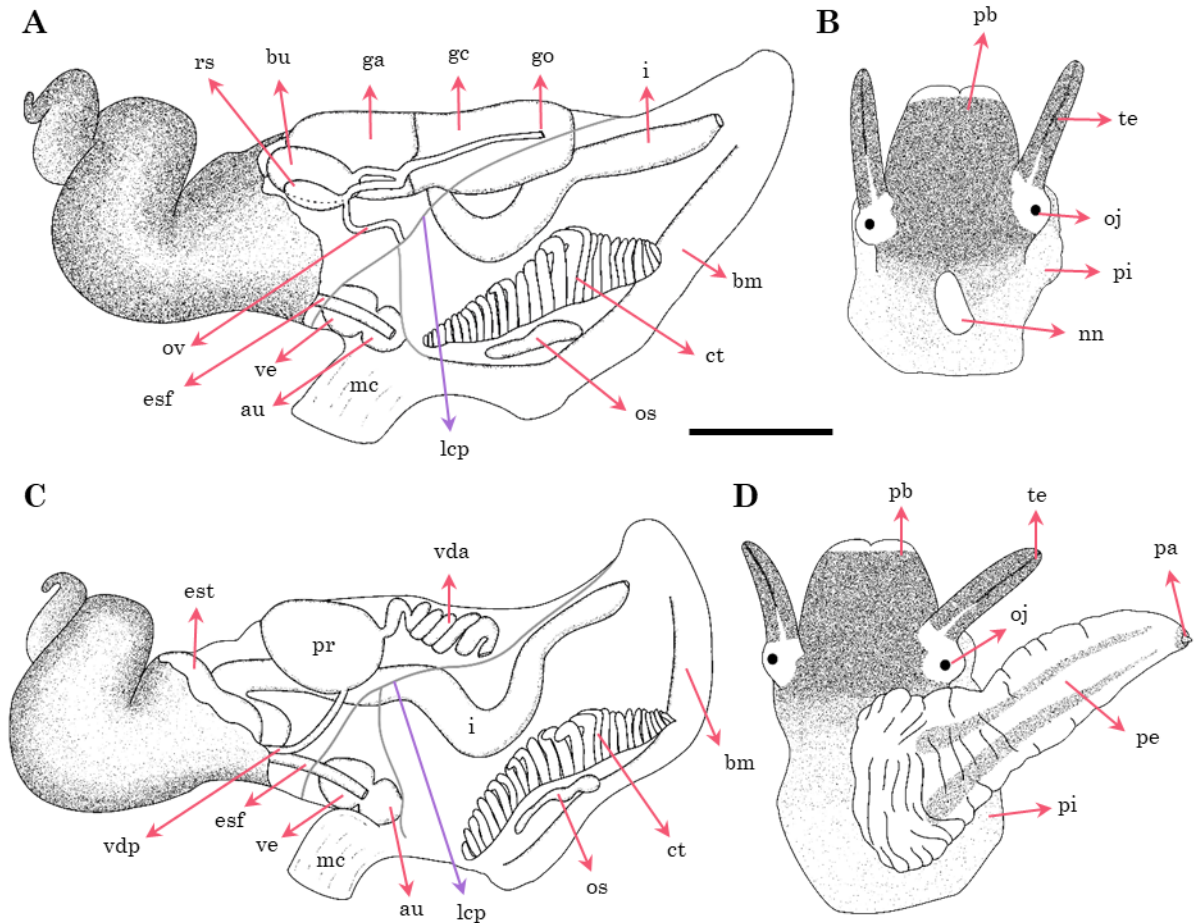 A
rs
bu
ga
gc
go
i
bm
ov
ve
esf
au
mc
lcp
ct
os
B
pb
te
oj
pi
nn
C
est
vda
pr
i
bm
vdp
esf
ve
mc
au
lcp
os
ct
D
pb
te
pa
oj
pe
pi